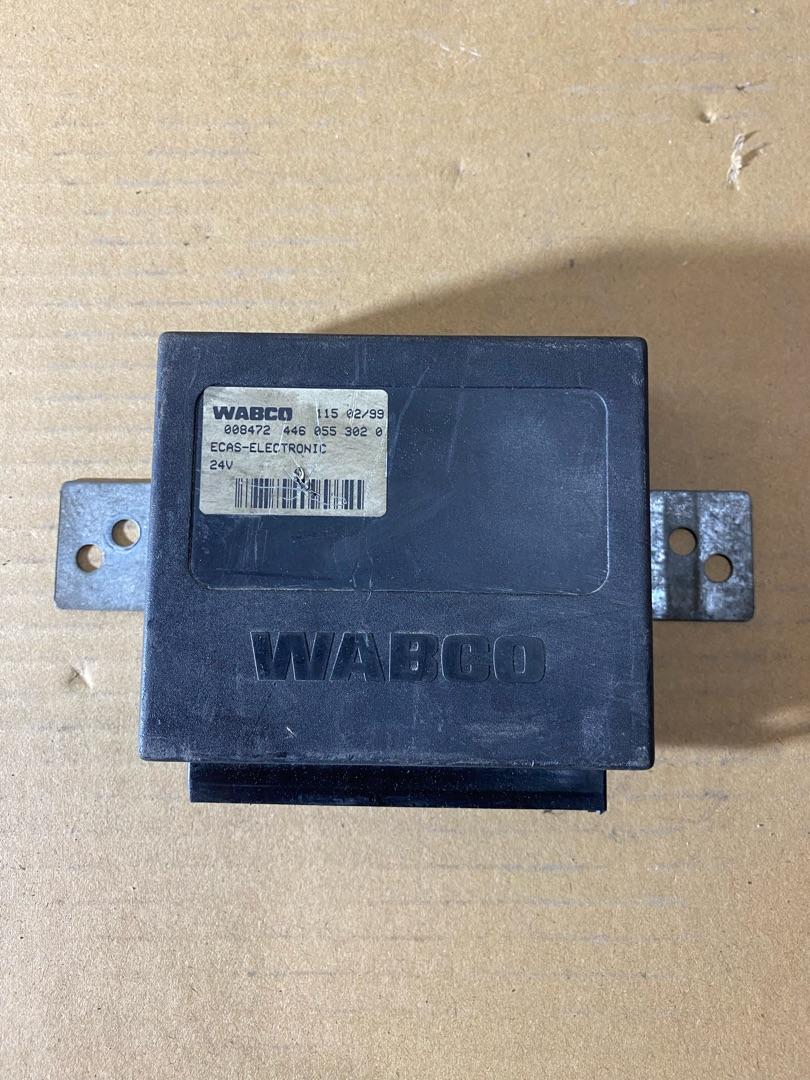 WABCO 115 02/99
008472 446 055 302 0
ECAS-ELECTRONIC
24V
WABCO